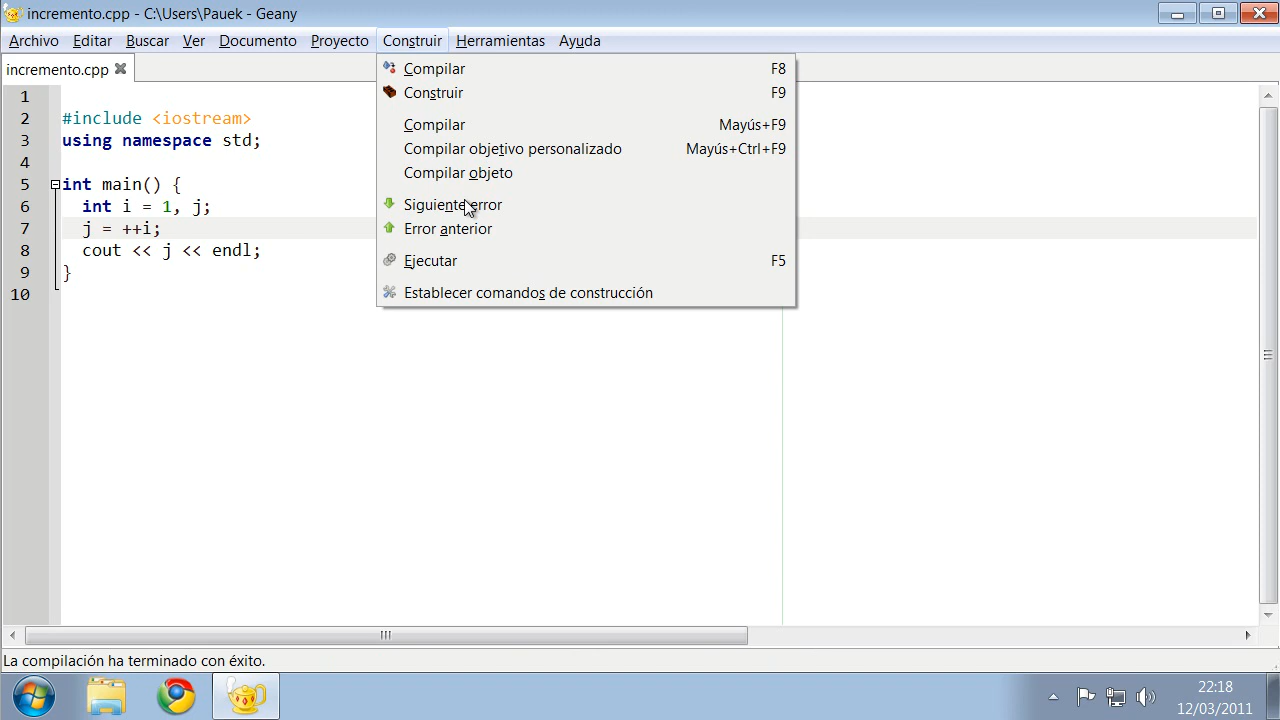 incremento.cpp - C:\Users\Pauek - Geany
Archivo Editar Buscar Ver Documento Proyecto Construir Herramientas Ayuda
incremento.cpp
Compilar F8
Construir F9
Compilar Mayús+F9
Compilar objetivo personalizado Mayús+Ctrl+F9
Compilar objeto
Siguiente error
Error anterior
Ejecutar F5
Establecer comandos de construcción
1
2 #include <iostream>
3 using namespace std;
4
5 int main() {
6 int i = 1, j;
7 j = ++i;
8 cout << j << endl;
9 }
10
La compilación ha terminado con éxito.
22:18
12/03/2011